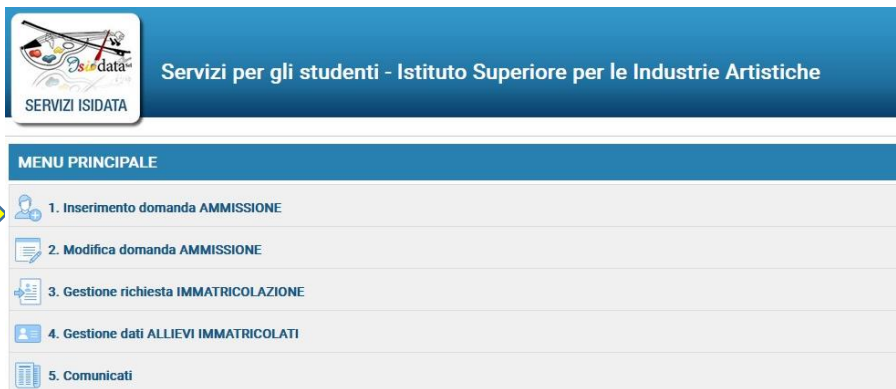 Isidata
SERVIZI ISIDATA
Servizi per gli studenti - Istituto Superiore per le Industrie Artistiche
MENU PRINCIPALE
1. Inserimento domanda AMMISSIONE
2. Modifica domanda AMMISSIONE
3. Gestione richiesta IMMATRICOLAZIONE
4. Gestione dati ALLIEVI IMMATRICOLATI
5. Comunicati